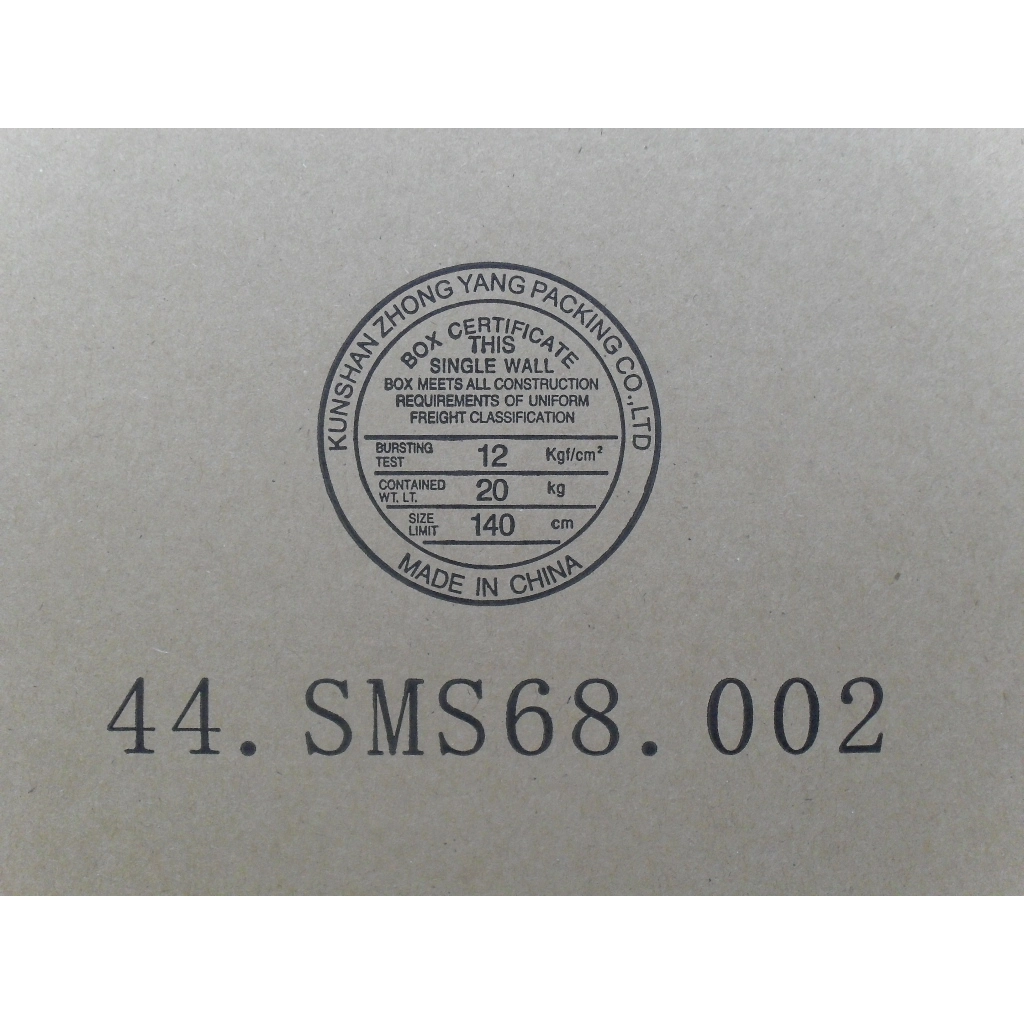 KUNSHAN ZHONG YANG PACKING CO.,LTD
BOX CERTIFICATE
THIS
SINGLE WALL
BOX MEETS ALL CONSTRUCTION
REQUIREMENTS OF UNIFORM
FREIGHT CLASSIFICATION
BURSTING TEST 12 Kgf/cm²
CONTAINED WT. LT. 20 kg
SIZE LIMIT 140 cm
MADE IN CHINA
44.SMS68.002